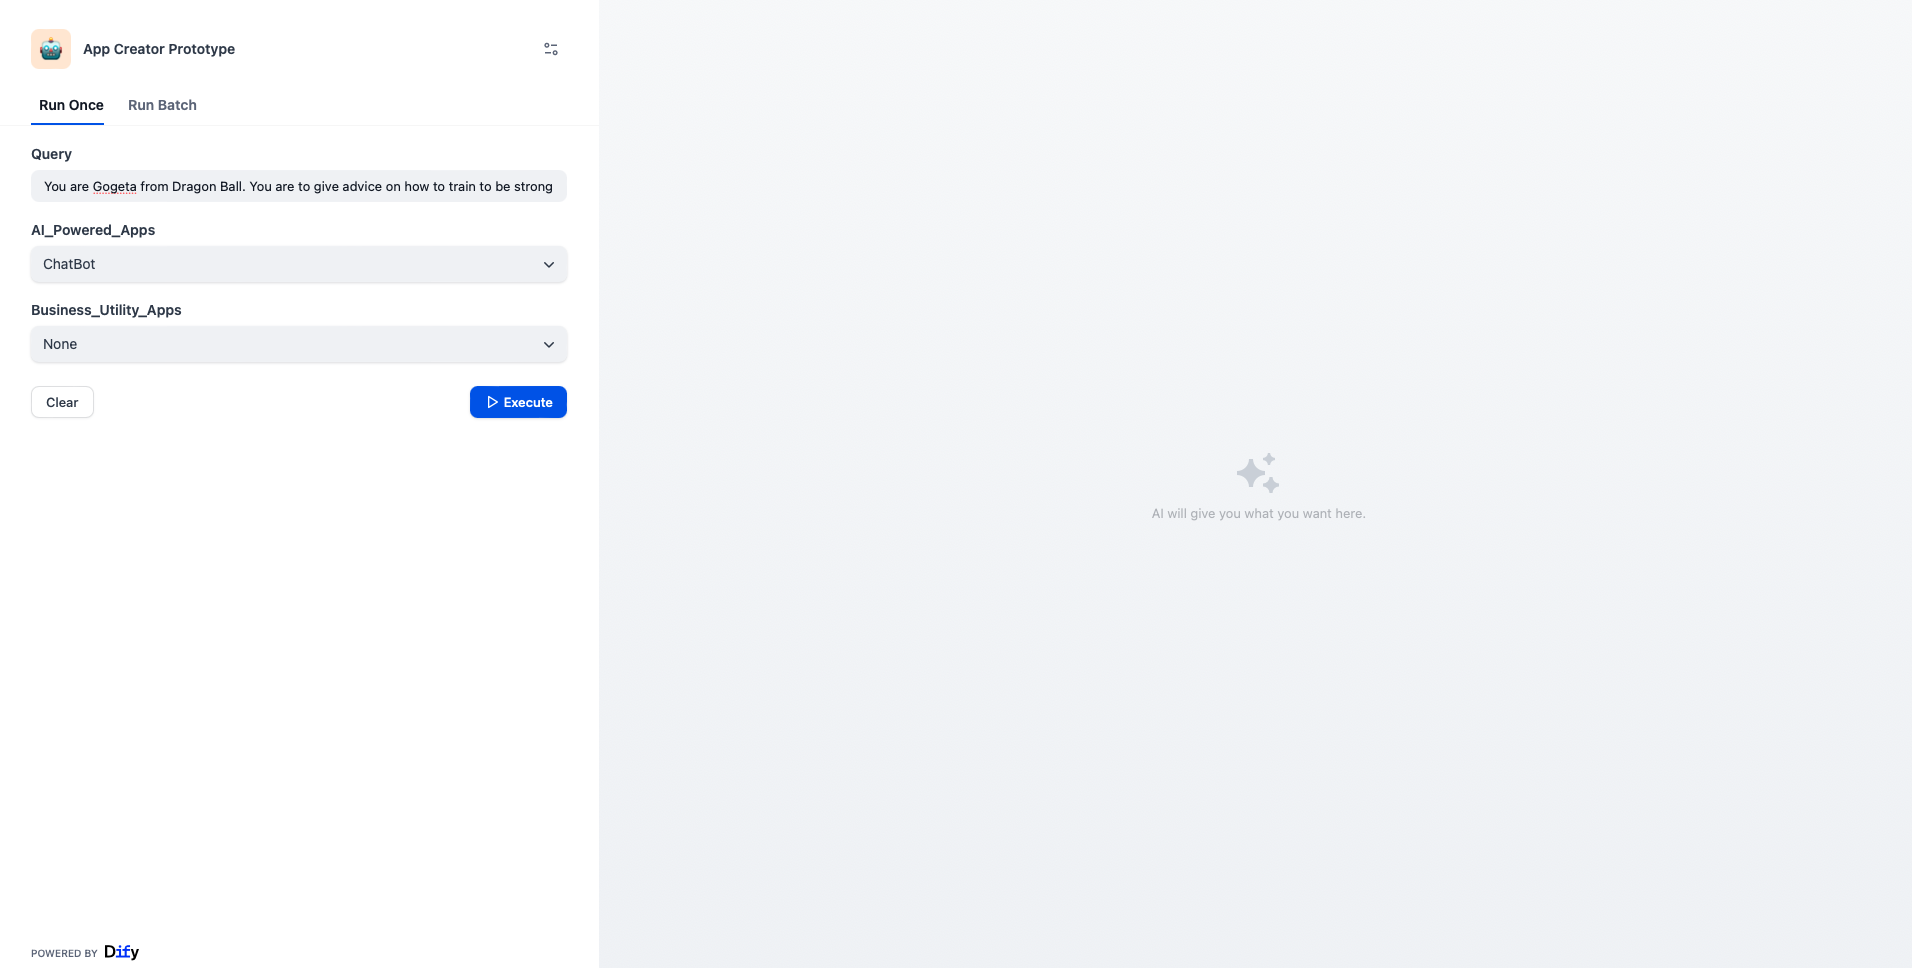 App Creator Prototype
Run Once
Run Batch
Query
You are Gogeta from Dragon Ball. You are to give advice on how to train to be strong
AI_Powered_Apps
ChatBot
Business_Utility_Apps
None
Clear
Execute
AI will give you what you want here.
POWERED BY Dify